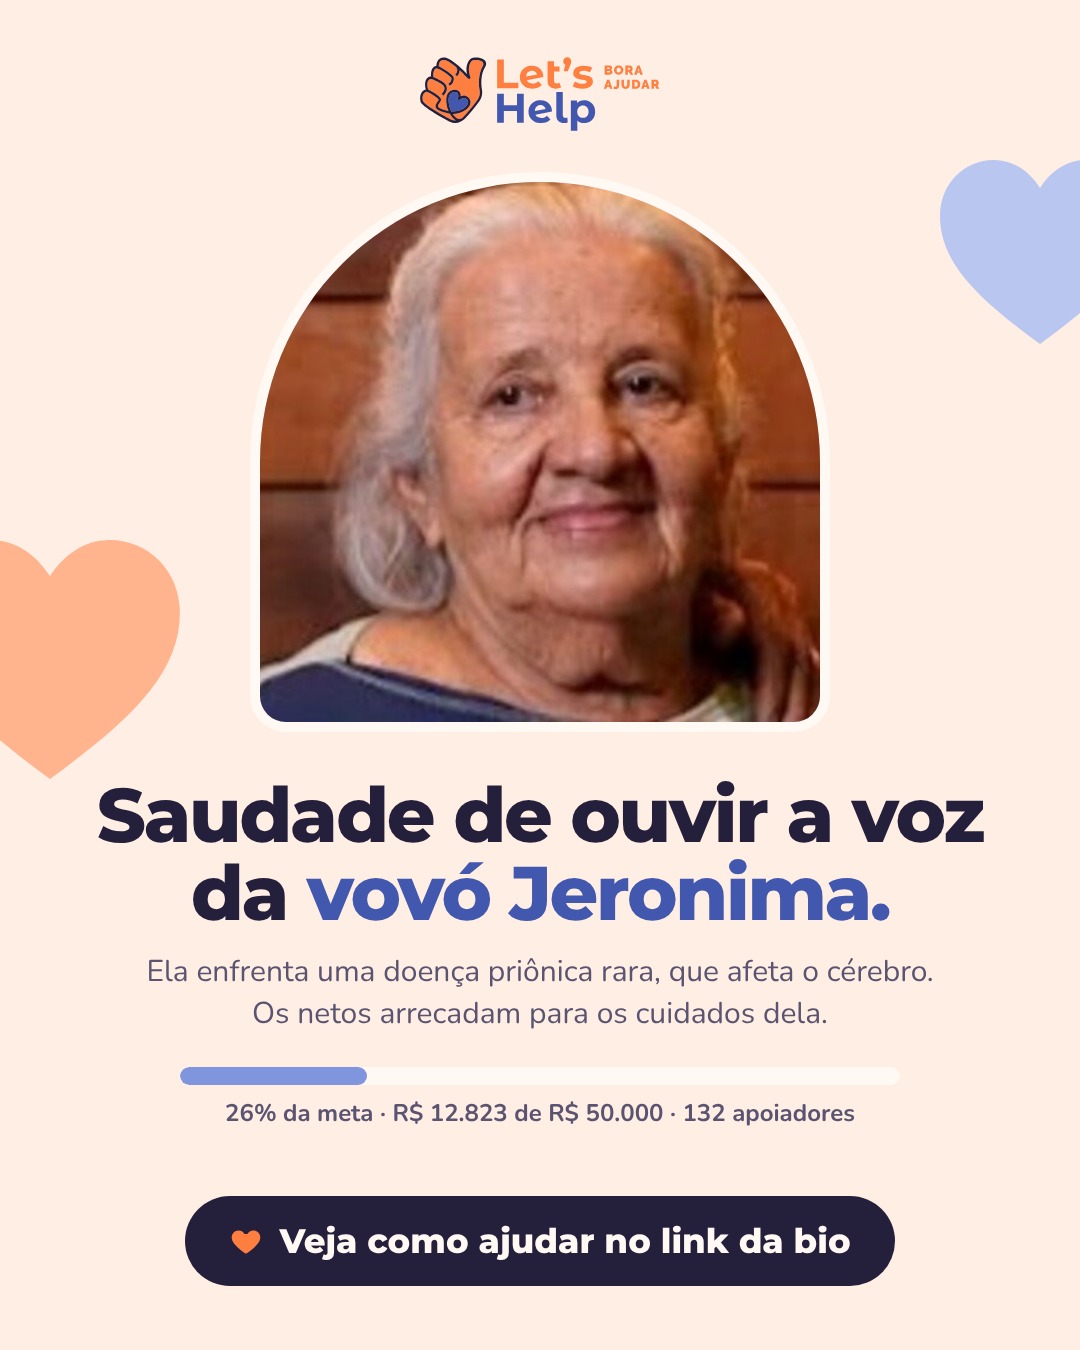 Let's
Help
BORA
AJUDAR
Saudade de ouvir a voz
da vovó Jeronima.
Ela enfrenta uma doença priônica rara, que afeta o cérebro.
Os netos arrecadam para os cuidados dela.
26% da meta · R$ 12.823 de R$ 50.000 · 132 apoiadores
Veja como ajudar no link da bio